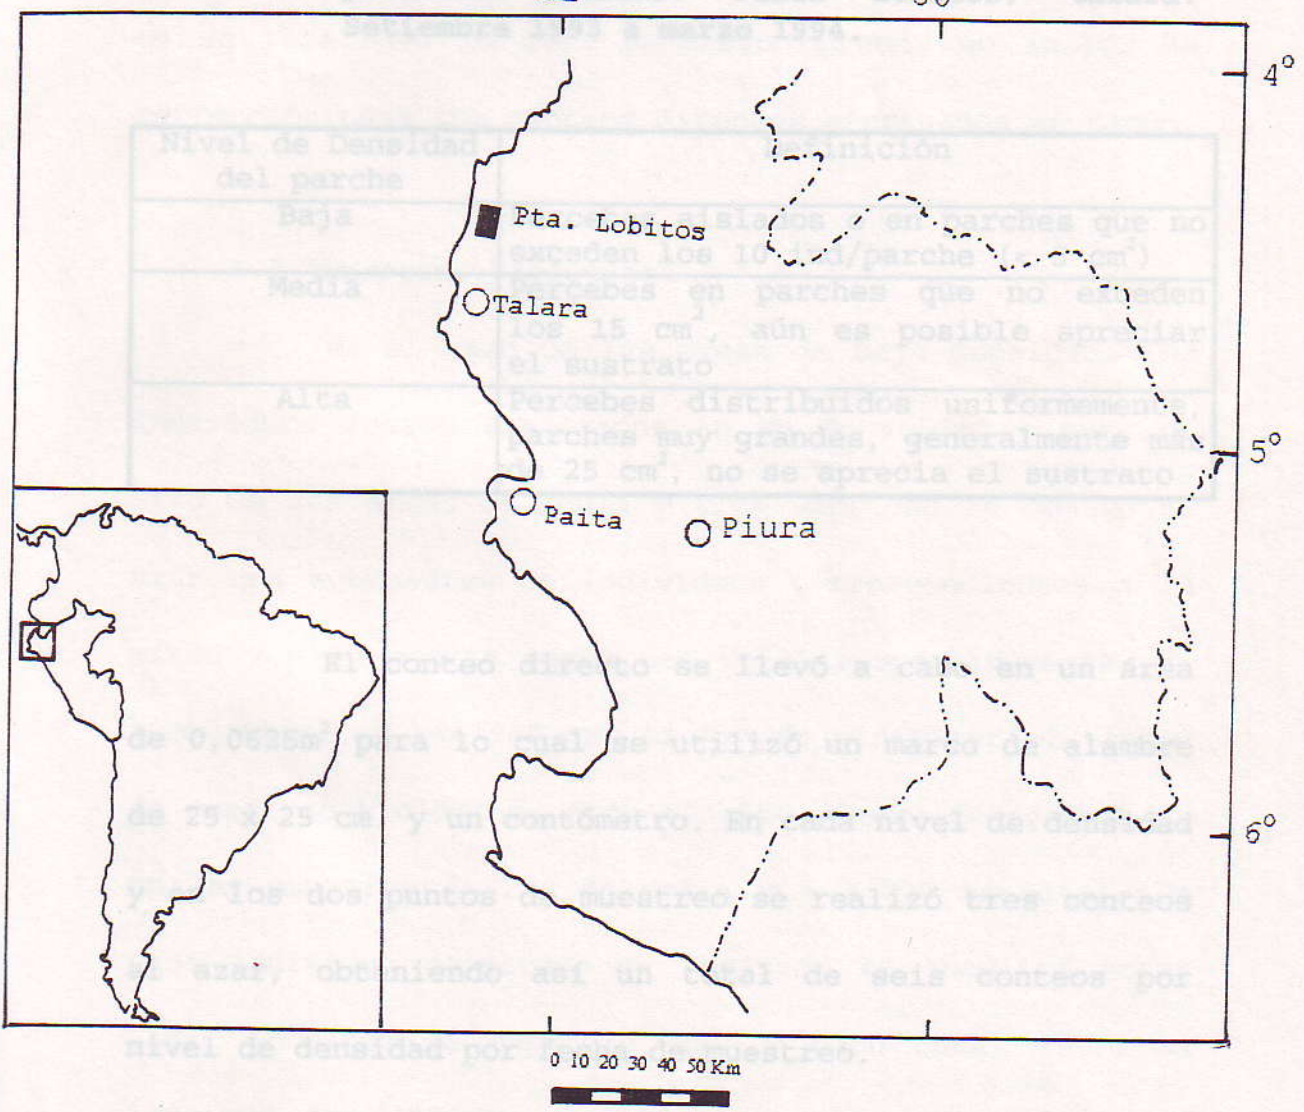 Setiembre 1993 a marzo 1994.
4°
Nivel de Densidad
del parche
Definición
Baja
Percebes aislados o en parches que no
exceden los 10 ind/parche ( cm²)
Pta. Lobitos
Media
Percebes en parches que no exceden
los 15 cm², aún es posible apreciar
el sustrato
Talara
Alta
Percebes distribuidos uniformemente,
parches muy grandes, generalmente más
de 25 cm², no se aprecia el sustrato
5°
Paita
Piura
El conteo directo se llevó a cabo en un área
de 0,0625m² para lo cual se utilizó un marco de alambre
de 25 x 25 cm y un contómetro. En cada nivel de densidad
6°
y en los dos puntos de muestreo se realizó tres conteos
al azar, obteniendo así un total de seis conteos por
nivel de densidad por fecha de muestreo.
0 10 20 30 40 50 Km